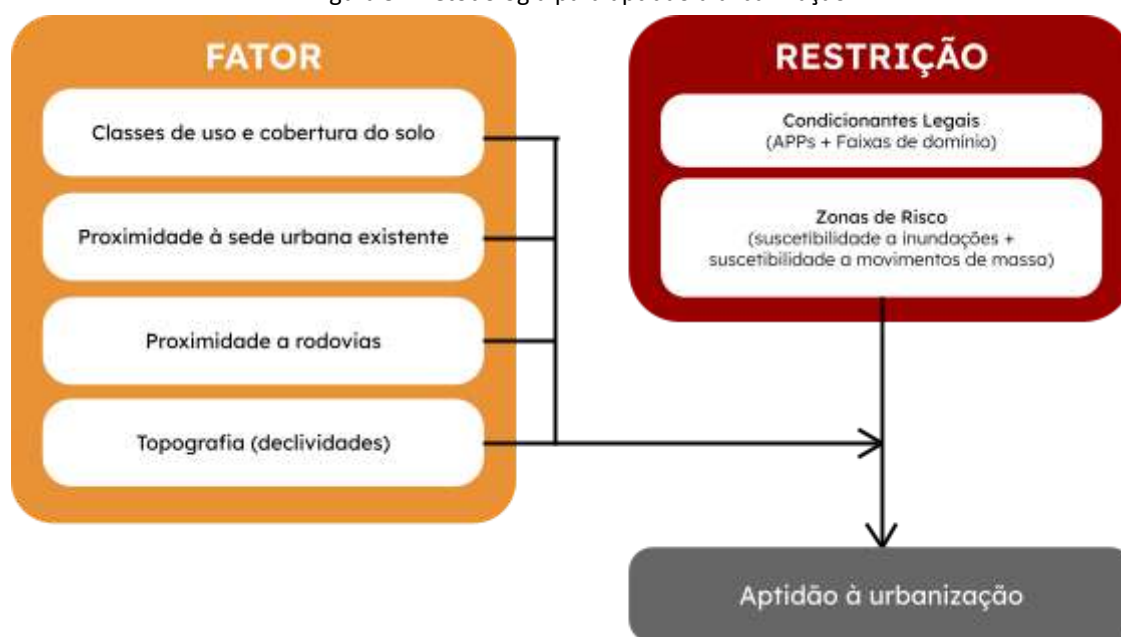 FATOR
Classes de uso e cobertura do solo
Proximidade à sede urbana existente
Proximidade a rodovias
Topografia (declividades)
RESTRIÇÃO
Condicionantes Legais
(APPs + Faixas de domínio)
Zonas de Risco
(suscetibilidade a inundações +
suscetibilidade a movimentos de massa)
Aptidão à urbanização